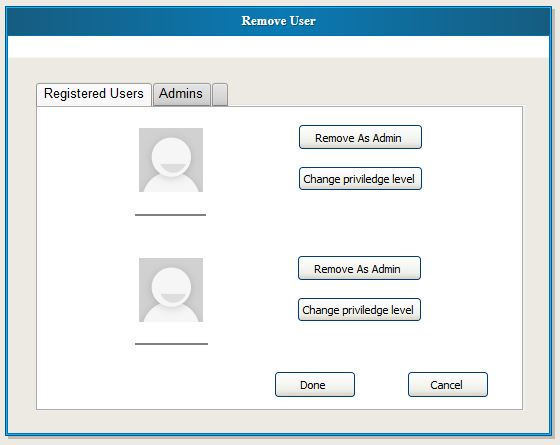 Remove User
Registered Users
Admins
Remove As Admin
Change priviledge level
Remove As Admin
Change priviledge level
Done
Cancel